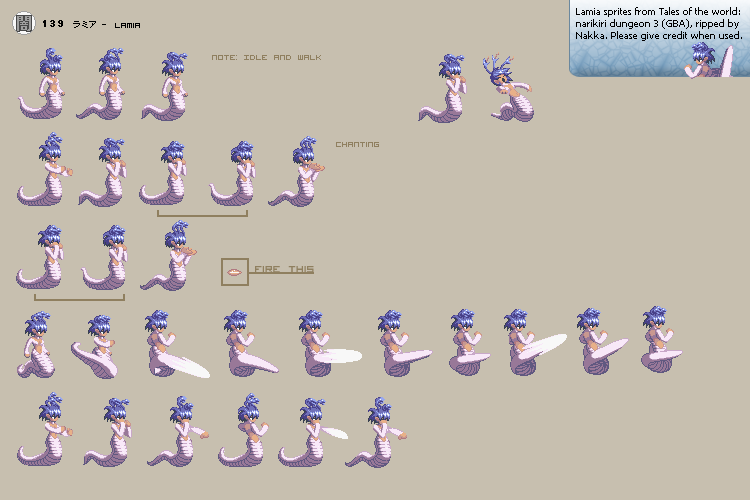 闇 139 ラミア - LAMIA
Lamia sprites from Tales of the world:
narikiri dungeon 3 (GBA), ripped by
Nakka. Please give credit when used.
NOTE: IDLE AND WALK
CHANTING
FIRE THIS